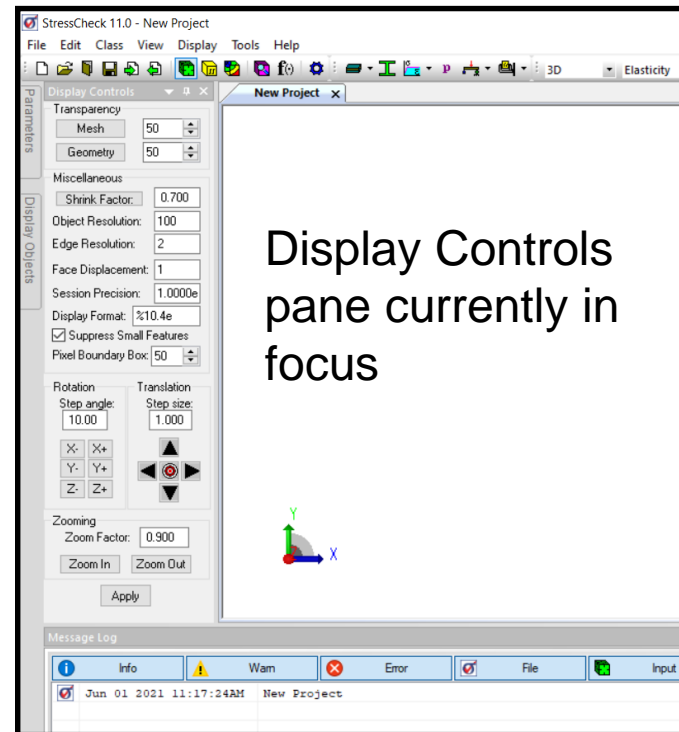 StressCheck 11.0 - New Project
File Edit Class View Display Tools Help
3D Elasticity
Parameters
Display Objects
Display Controls
New Project x
Transparency
Mesh 50
Geometry 50
Miscellaneous
Shrink Factor: 0.700
Object Resolution: 100
Edge Resolution: 2
Face Displacement: 1
Session Precision: 1.0000e
Display Format: %10.4e
Suppress Small Features
Pixel Boundary Box: 50
Rotation Translation
Step angle: Step size:
10.00 1.000
X- X+
Y- Y+
Z- Z+
Zooming
Zoom Factor: 0.900
Zoom In Zoom Out
Apply
Display Controls
pane currently in
focus
Y
X
Message Log
Info Warn Error File Input
Jun 01 2021 11:17:24AM New Project